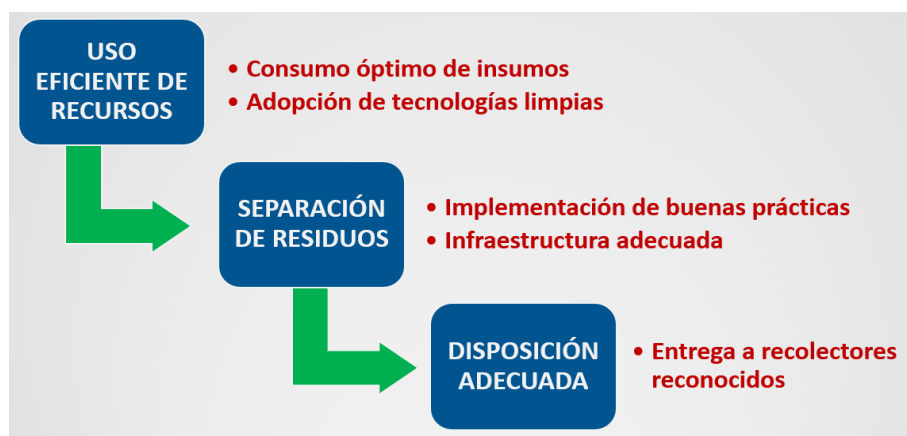 USO
EFICIENTE DE
RECURSOS
• Consumo óptimo de insumos
• Adopción de tecnologías limpias
SEPARACIÓN
DE RESIDUOS
• Implementación de buenas prácticas
• Infraestructura adecuada
DISPOSICIÓN
ADECUADA
• Entrega a recolectores
reconocidos